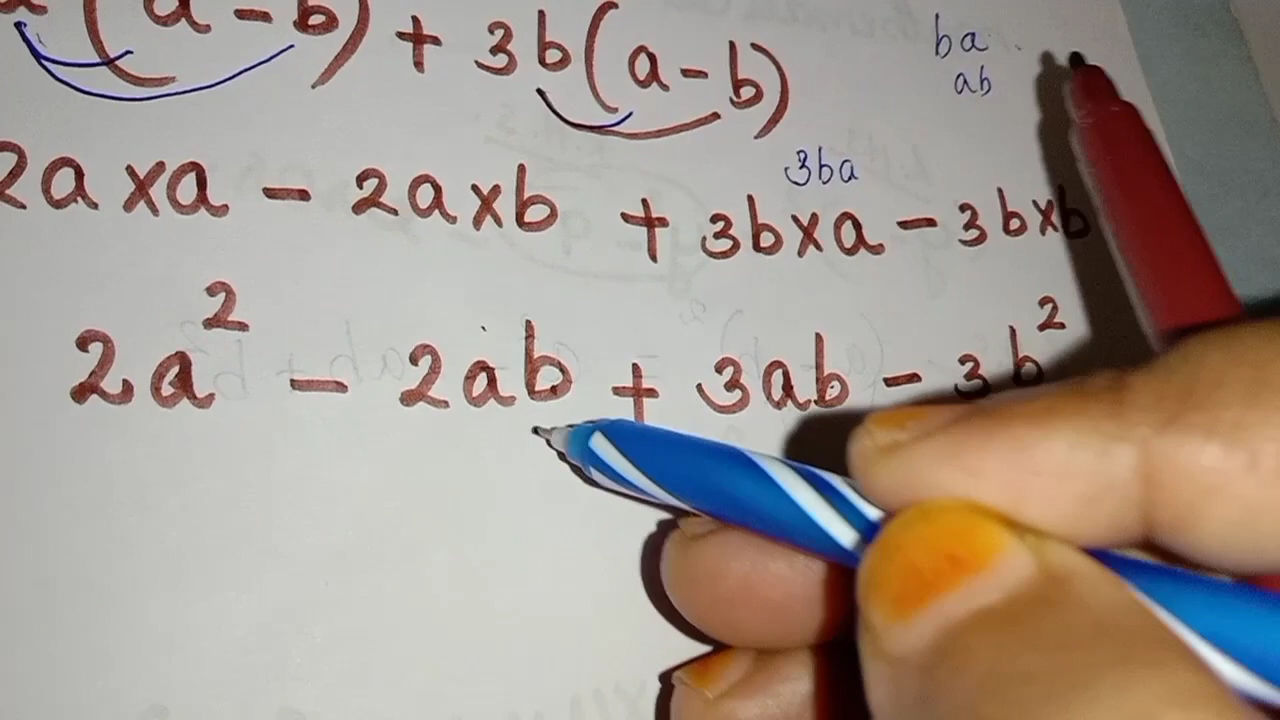 (a-b) + 3b(a-b)
ba
ab
3ba
2a×a - 2a×b + 3b×a - 3b×b
2a² - 2ab + 3ab - 3b²